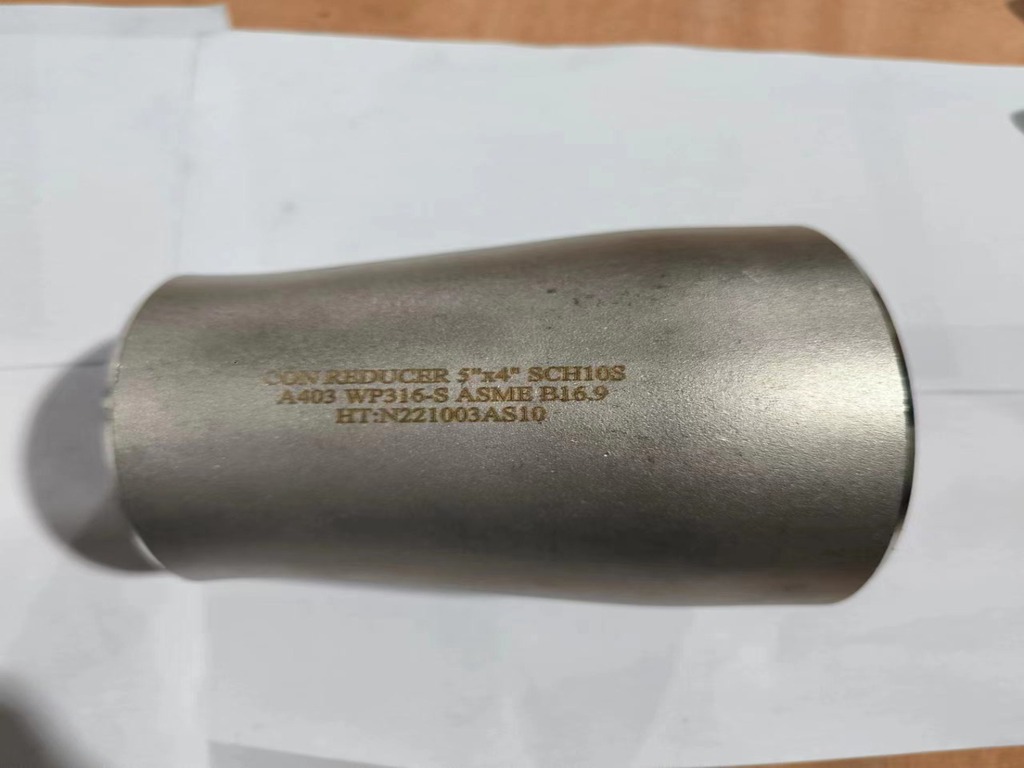 CON REDUCER 5"x4" SCH10S
A403 WP316-S ASME B16.9
HT:N221003AS10